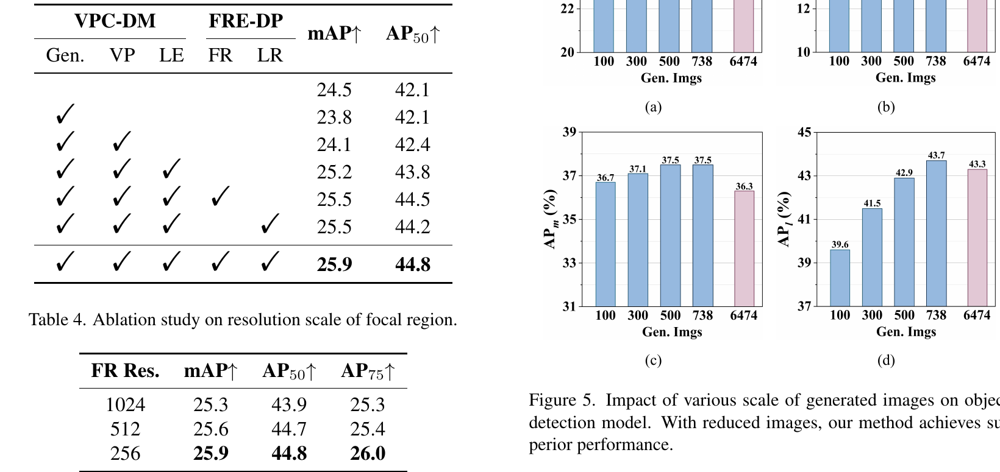 VPC-DM FRE-DP mAP↑ AP50↑
Gen. VP LE FR LR
24.5 42.1
✓ 23.8 42.1
✓ ✓ 24.1 42.4
✓ ✓ ✓ 25.2 43.8
✓ ✓ ✓ ✓ 25.5 44.5
✓ ✓ ✓ ✓ 25.5 44.2
✓ ✓ ✓ ✓ ✓ 25.9 44.8
Table 4. Ablation study on resolution scale of focal region.
FR Res. mAP↑ AP50↑ AP75↑
1024 25.3 43.9 25.3
512 25.6 44.7 25.4
256 25.9 44.8 26.0
22
20
100 300 500 738 6474
Gen. Imgs
(a)
12
10
100 300 500 738 6474
Gen. Imgs
(b)
39
37
35
33
31
APm (%)
36.7 37.1 37.5 37.5 36.3
100 300 500 738 6474
Gen. Imgs
(c)
45
43
41
39
37
APl (%)
39.6 41.5 42.9 43.7 43.3
100 300 500 738 6474
Gen. Imgs
(d)
Figure 5. Impact of various scale of generated images on objec
detection model. With reduced images, our method achieves su
perior performance.